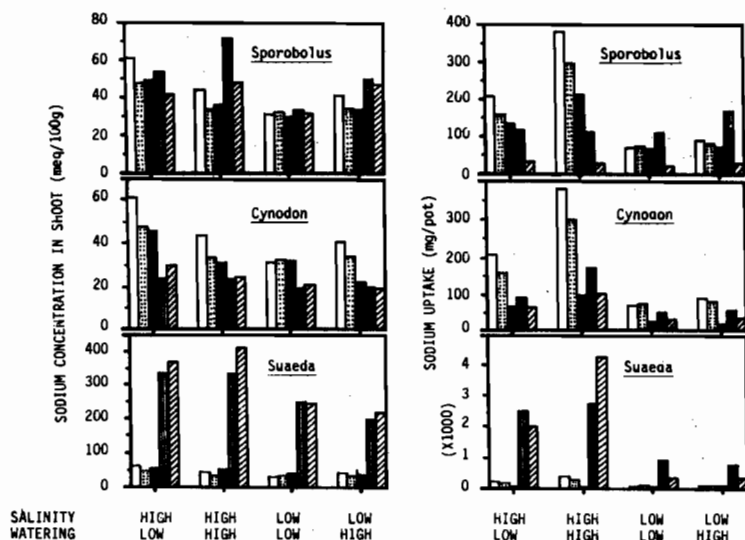 80
60
40
20
0
Sporobolus
60
40
20
0
Cynodon
400
300
200
100
0
Suaeda
SODIUM CONCENTRATION IN SHOOT (meq/100g)
400
300
200
100
0
Sporobolus
300
200
100
0
Cynodon
4
3
2
1
0
Suaeda
SODIUM UPTAKE (mg/pot)
(X1000)
SALINITY HIGH HIGH LOW LOW HIGH HIGH LOW LOW
WATERING LOW HIGH LOW HIGH LOW HIGH LOW HIGH